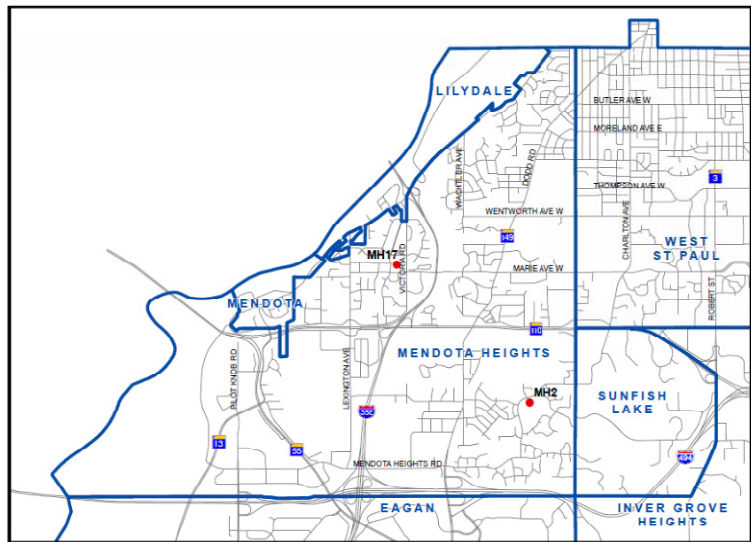 LILYDALE
BUTLER AVE W
MORELAND AVE E
WACHTLER AVE
DODD RD
3
THOMPSON AVE W
WENTWORTH AVE W
149
CHARLTON AVE
WEST
ST PAUL
MH17
VICTORIA RD
MARIE AVE W
MENDOTA
ROBERT ST
110
MENDOTA HEIGHTS
PILOT KNOB RD
LEXINGTON AVE
SUNFISH
LAKE
MH2
13
55
494
MENDOTA HEIGHTS RD
EAGAN
INVER GROVE
HEIGHTS